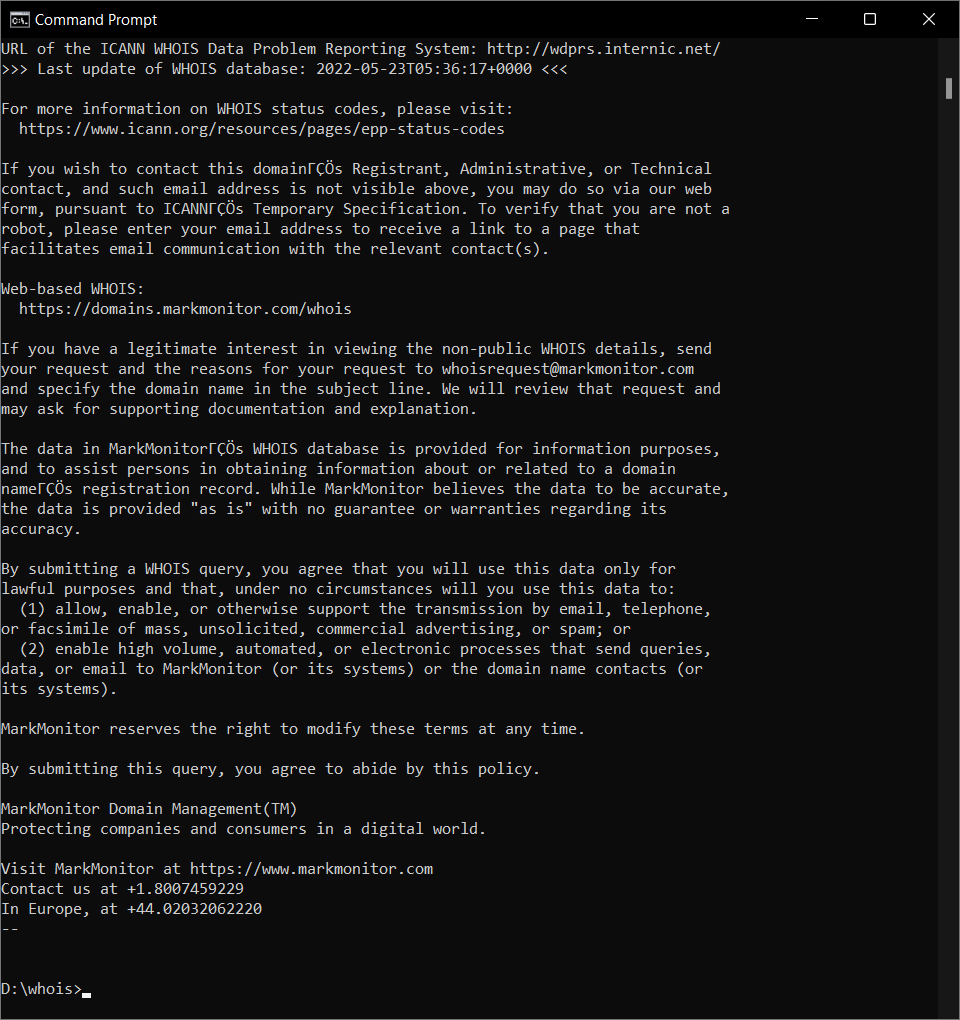 Command Prompt
URL of the ICANN WHOIS Data Problem Reporting System: http://wdprs.internic.net/
>>> Last update of WHOIS database: 2022-05-23T05:36:17+0000 <<<
For more information on WHOIS status codes, please visit:
https://www.icann.org/resources/pages/epp-status-codes
If you wish to contact this domainΓÇÖs Registrant, Administrative, or Technical
contact, and such email address is not visible above, you may do so via our web
form, pursuant to ICANNΓÇÖs Temporary Specification. To verify that you are not a
robot, please enter your email address to receive a link to a page that
facilitates email communication with the relevant contact(s).
Web-based WHOIS:
https://domains.markmonitor.com/whois
If you have a legitimate interest in viewing the non-public WHOIS details, send
your request and the reasons for your request to whoisrequest@markmonitor.com
and specify the domain name in the subject line. We will review that request and
may ask for supporting documentation and explanation.
The data in MarkMonitorΓÇÖs WHOIS database is provided for information purposes,
and to assist persons in obtaining information about or related to a domain
nameΓÇÖs registration record. While MarkMonitor believes the data to be accurate,
the data is provided "as is" with no guarantee or warranties regarding its
accuracy.
By submitting a WHOIS query, you agree that you will use this data only for
lawful purposes and that, under no circumstances will you use this data to:
(1) allow, enable, or otherwise support the transmission by email, telephone,
or facsimile of mass, unsolicited, commercial advertising, or spam; or
(2) enable high volume, automated, or electronic processes that send queries,
data, or email to MarkMonitor (or its systems) or the domain name contacts (or
its systems).
MarkMonitor reserves the right to modify these terms at any time.
By submitting this query, you agree to abide by this policy.
MarkMonitor Domain Management(TM)
Protecting companies and consumers in a digital world.
Visit MarkMonitor at https://www.markmonitor.com
Contact us at +1.8007459229
In Europe, at +44.02032062220
--
D:\whois>